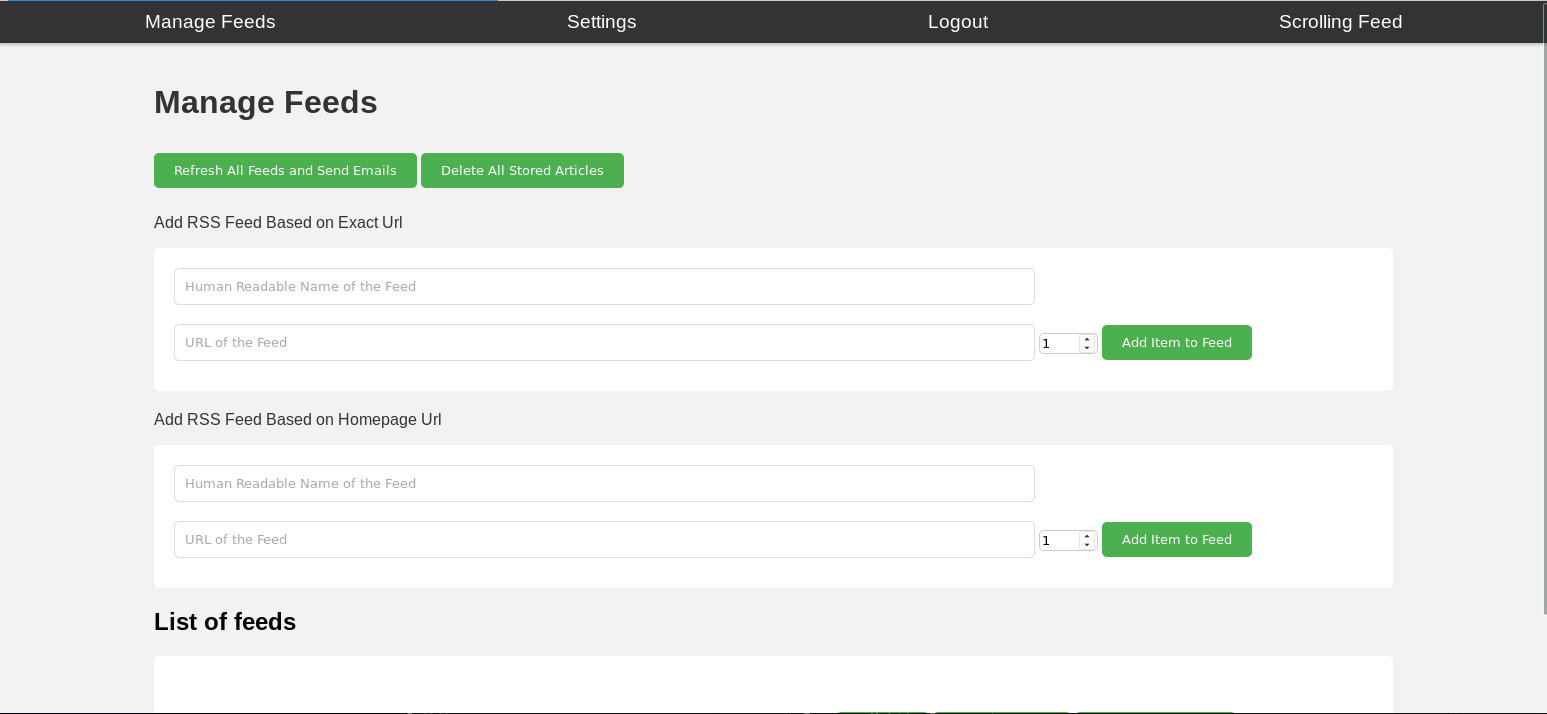 Manage Feeds Settings Logout Scrolling Feed
Manage Feeds
Refresh All Feeds and Send Emails Delete All Stored Articles
Add RSS Feed Based on Exact Url
Human Readable Name of the Feed
URL of the Feed 1 Add Item to Feed
Add RSS Feed Based on Homepage Url
Human Readable Name of the Feed
URL of the Feed 1 Add Item to Feed
List of feeds